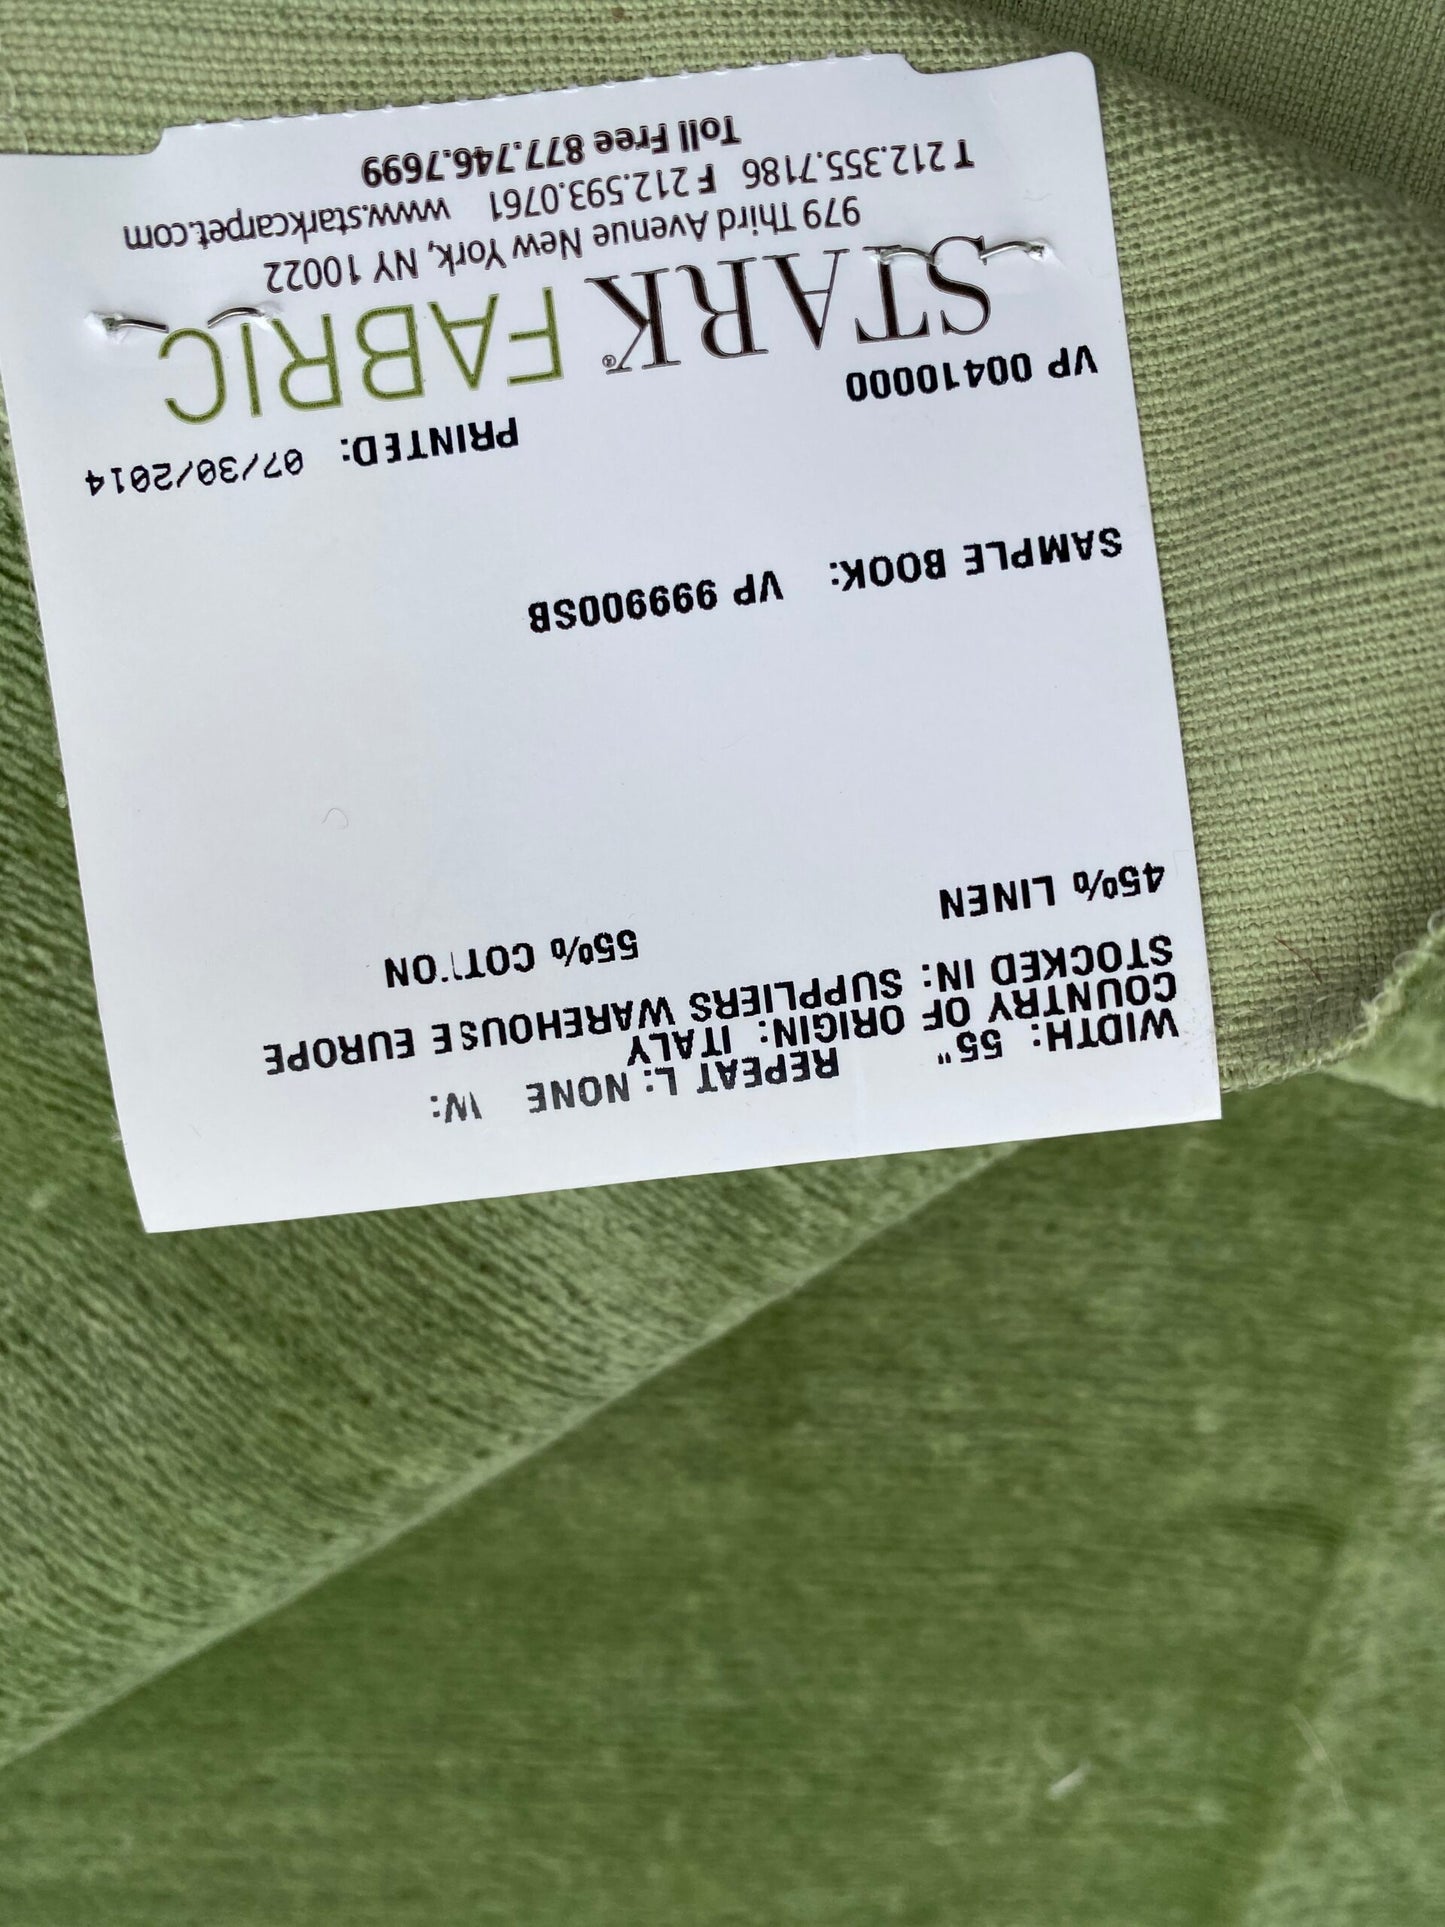 WIDTH: 55" REPEAT L: NONE W:
COUNTRY OF ORIGIN: ITALY
STOCKED IN: SUPPLIERS WAREHOUSE EUROPE
45% LINEN 55% COTTON
SAMPLE BOOK: VP 999900SB
VP 00410000 PRINTED: 07/30/2014
STARK® FABRIC
979 Third Avenue New York, NY 10022
T 212.355.7186 F 212.593.0761 www.starkcarpet.com
Toll Free 877.746.7699